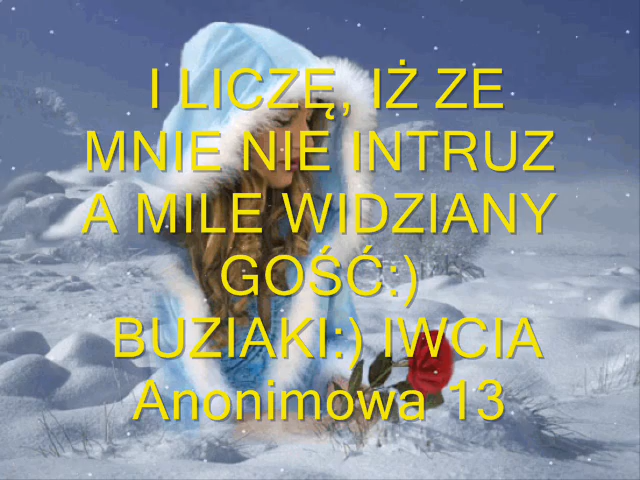 I LICZĘ, IŻ ZE
MNIE NIE INTRUZ
A MILE WIDZIANY
GOŚĆ:)
BUZIAKI:) IWCIA
Anonimowa 13